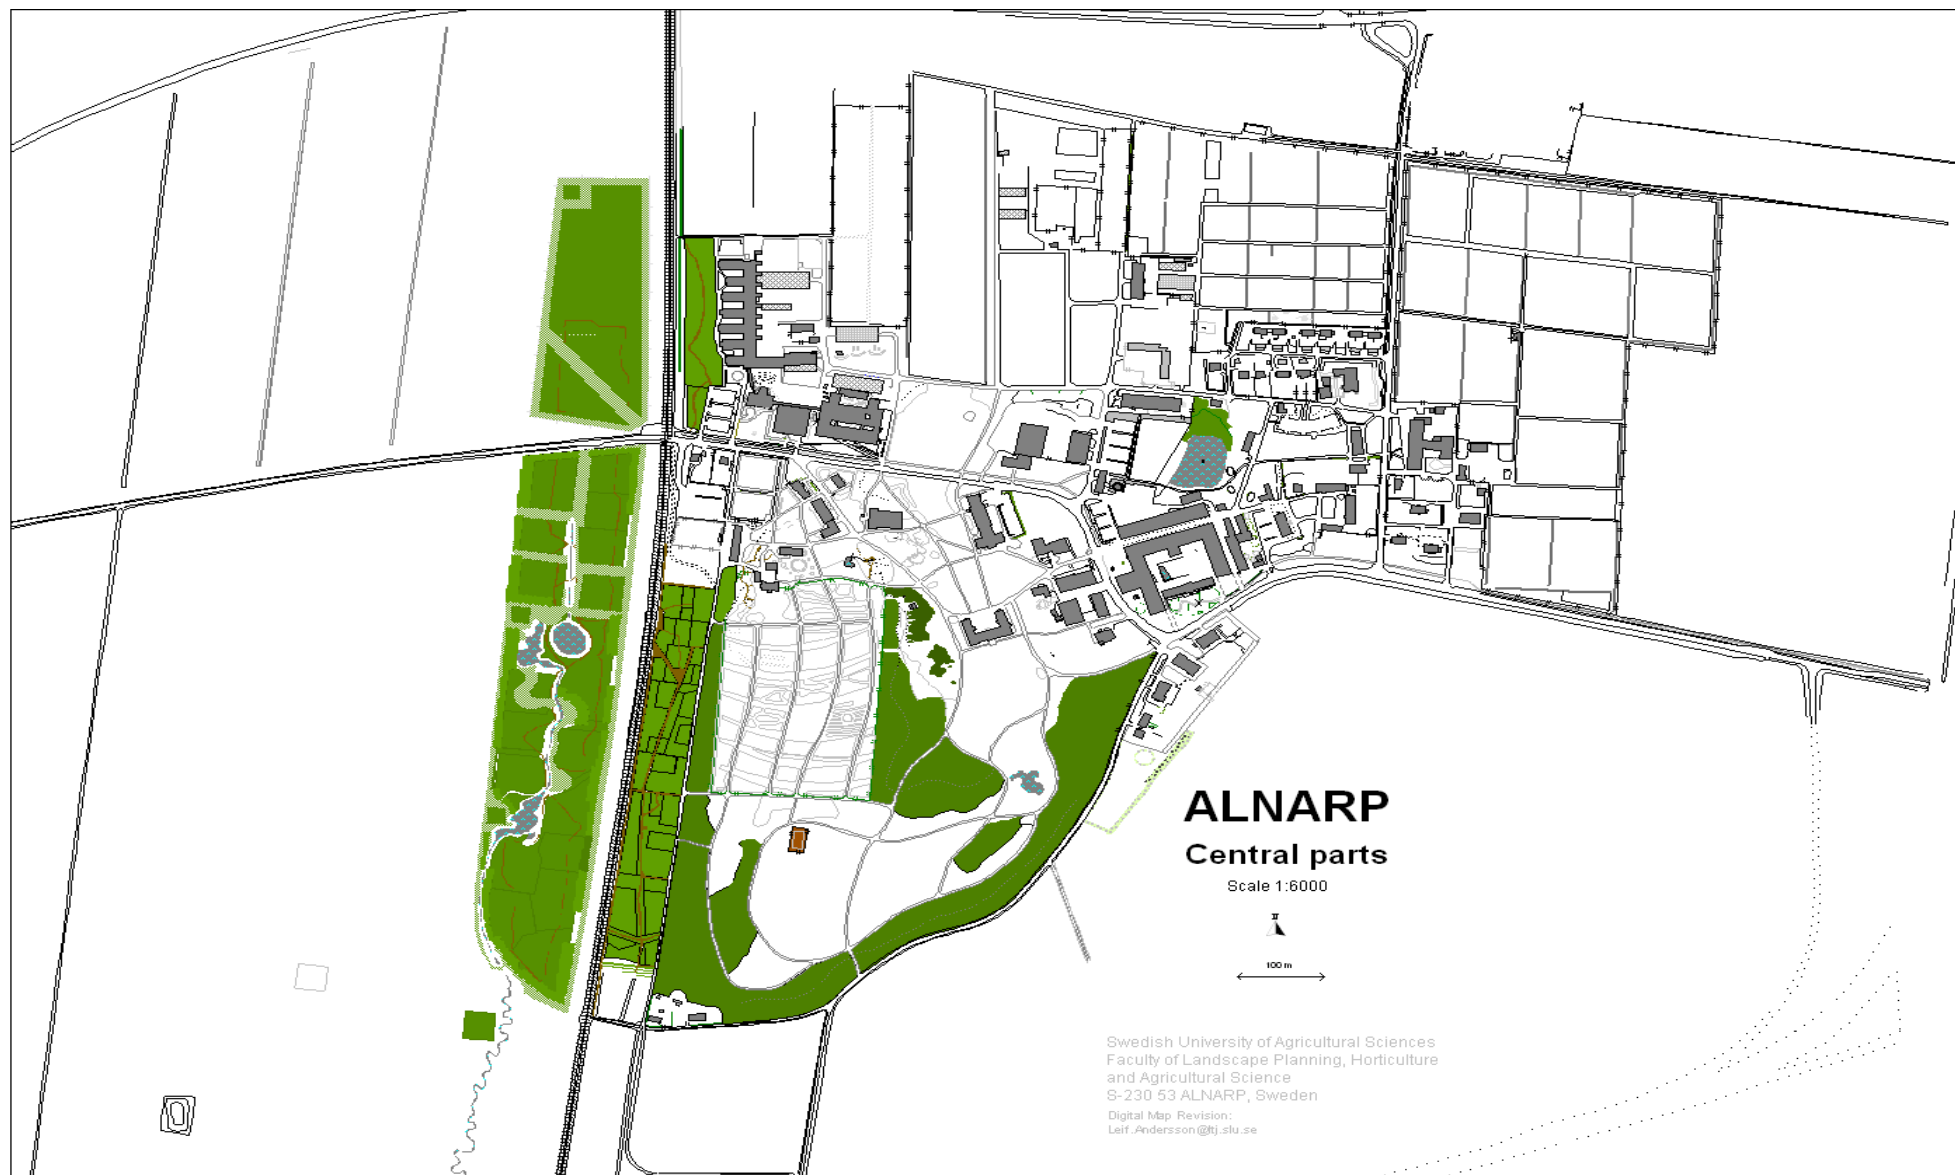 ALNARP
Central parts
Scale 1:6000
100 m
Swedish University of Agricultural Sciences
Faculty of Landscape Planning, Horticulture
and Agricultural Science
S-230 53 ALNARP, Sweden
Digital Map Revision:
Leif.Andersson@ltj.slu.se